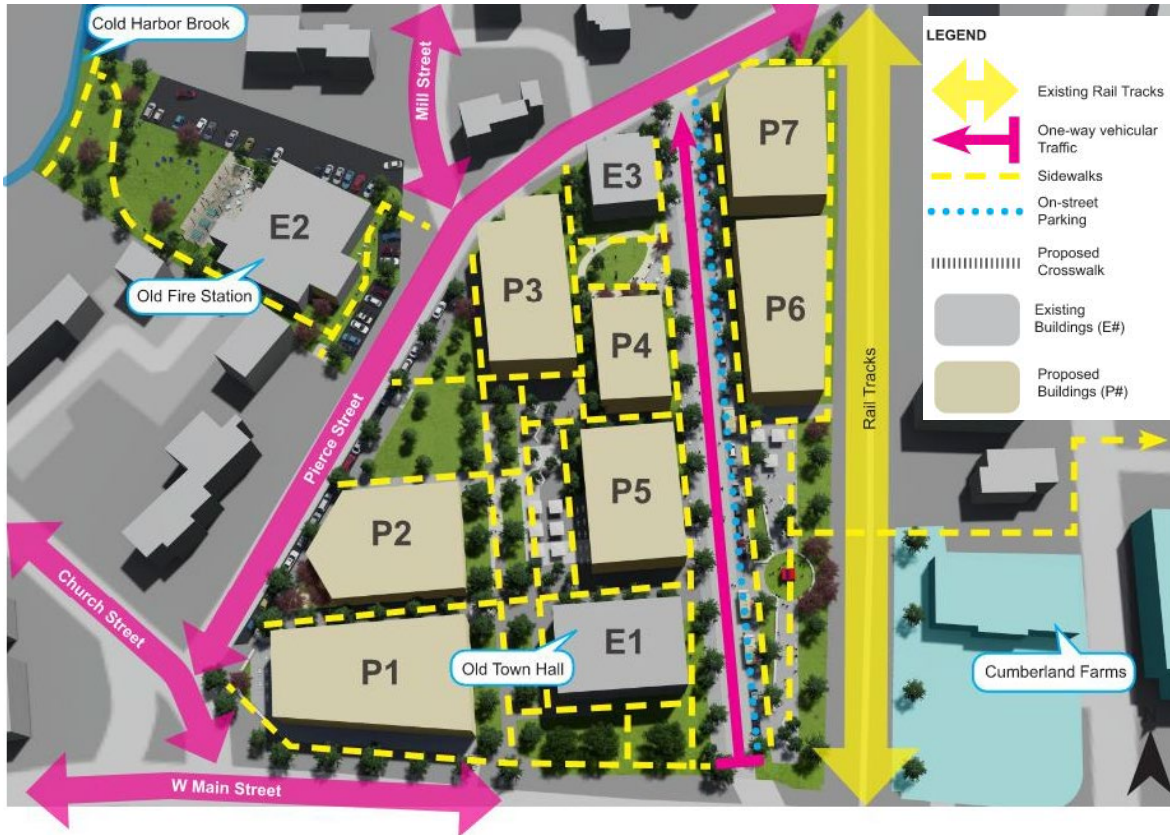 Cold Harbor Brook
Mill Street
E2
Old Fire Station
Pierce Street
Church Street
W Main Street
E3
P7
P3
P4
P6
P2
P5
P1
Old Town Hall
E1
Rail Tracks
Cumberland Farms
LEGEND
Existing Rail Tracks
One-way vehicular
Traffic
Sidewalks
On-street
Parking
Proposed
Crosswalk
Existing
Buildings (E#)
Proposed
Buildings (P#)